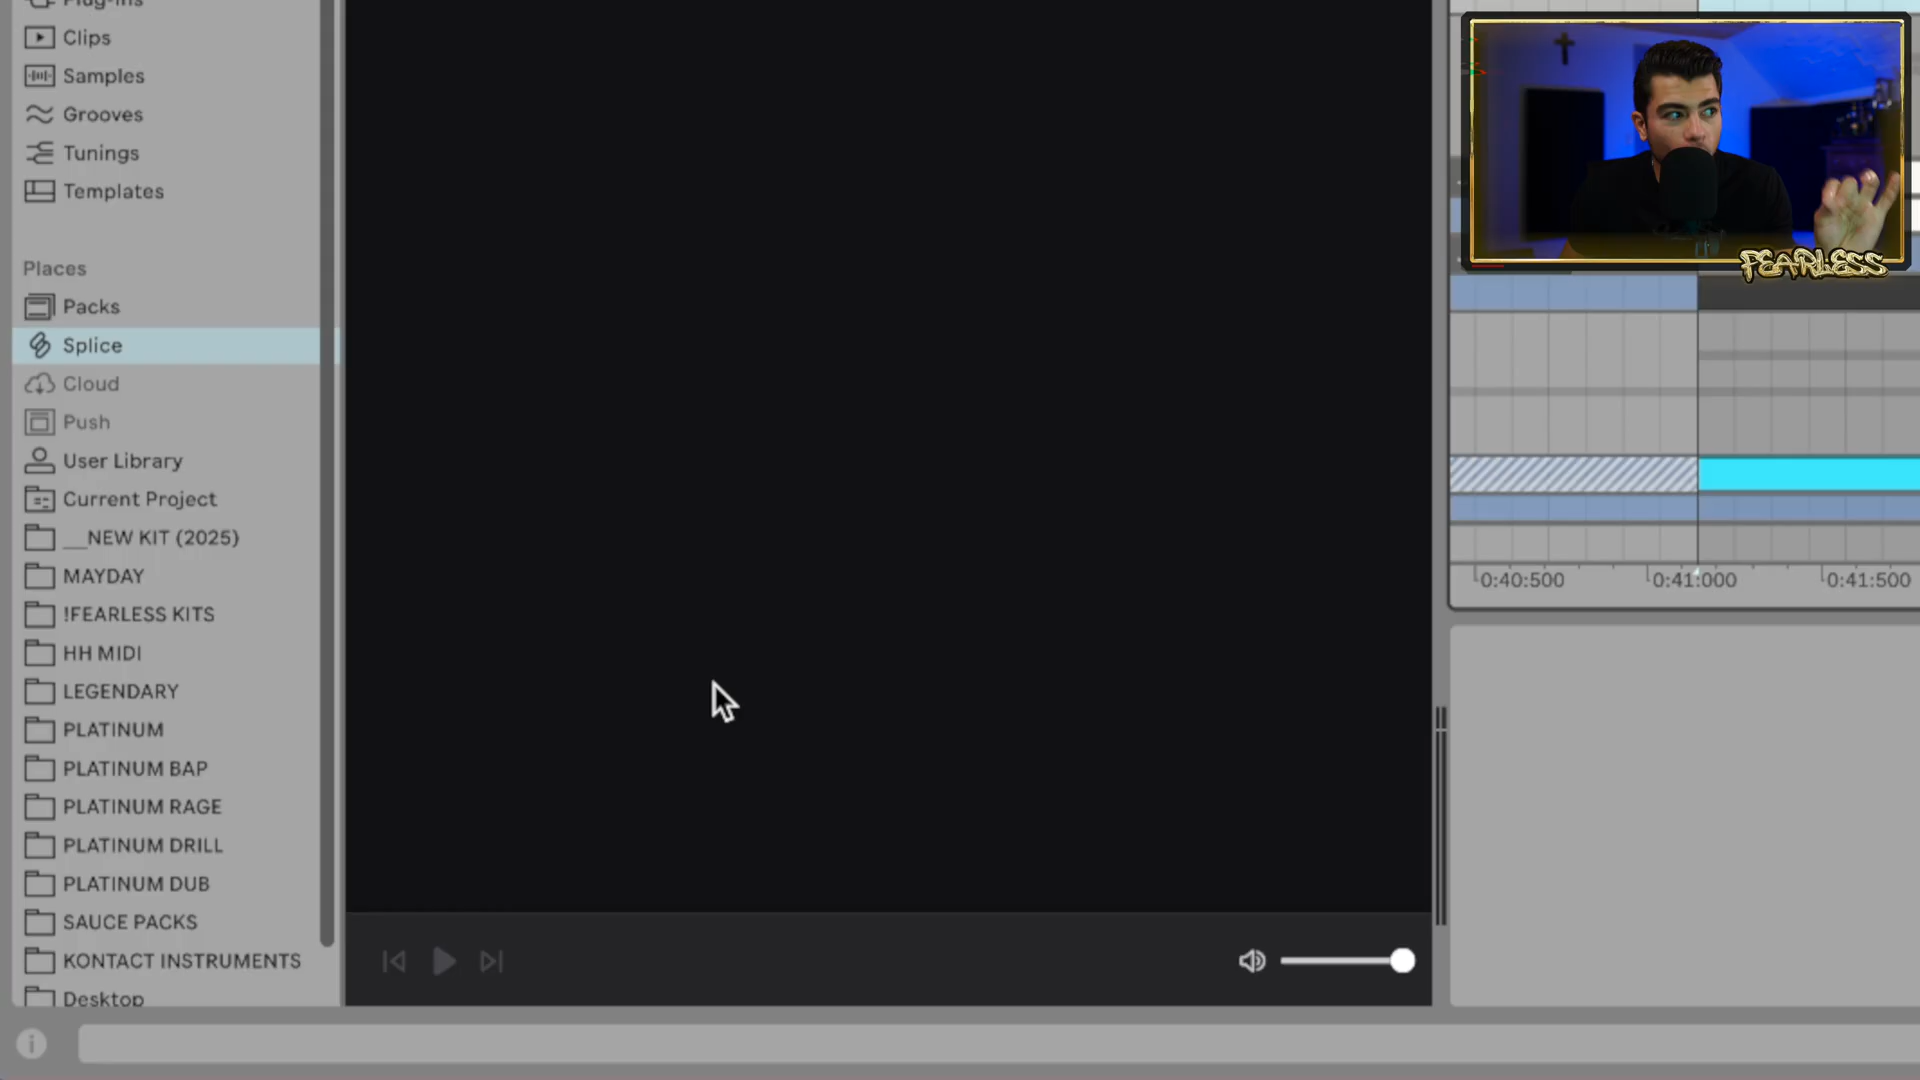 Plug-Ins
Clips
Samples
Grooves
Tunings
Templates
Places
Packs
Splice
Cloud
Push
User Library
Current Project
__NEW KIT (2025)
MAYDAY
!FEARLESS KITS
HH MIDI
LEGENDARY
PLATINUM
PLATINUM BAP
PLATINUM RAGE
PLATINUM DRILL
PLATINUM DUB
SAUCE PACKS
KONTACT INSTRUMENTS
Desktop
FEARLESS
0:40:500
0:41:000
0:41:500